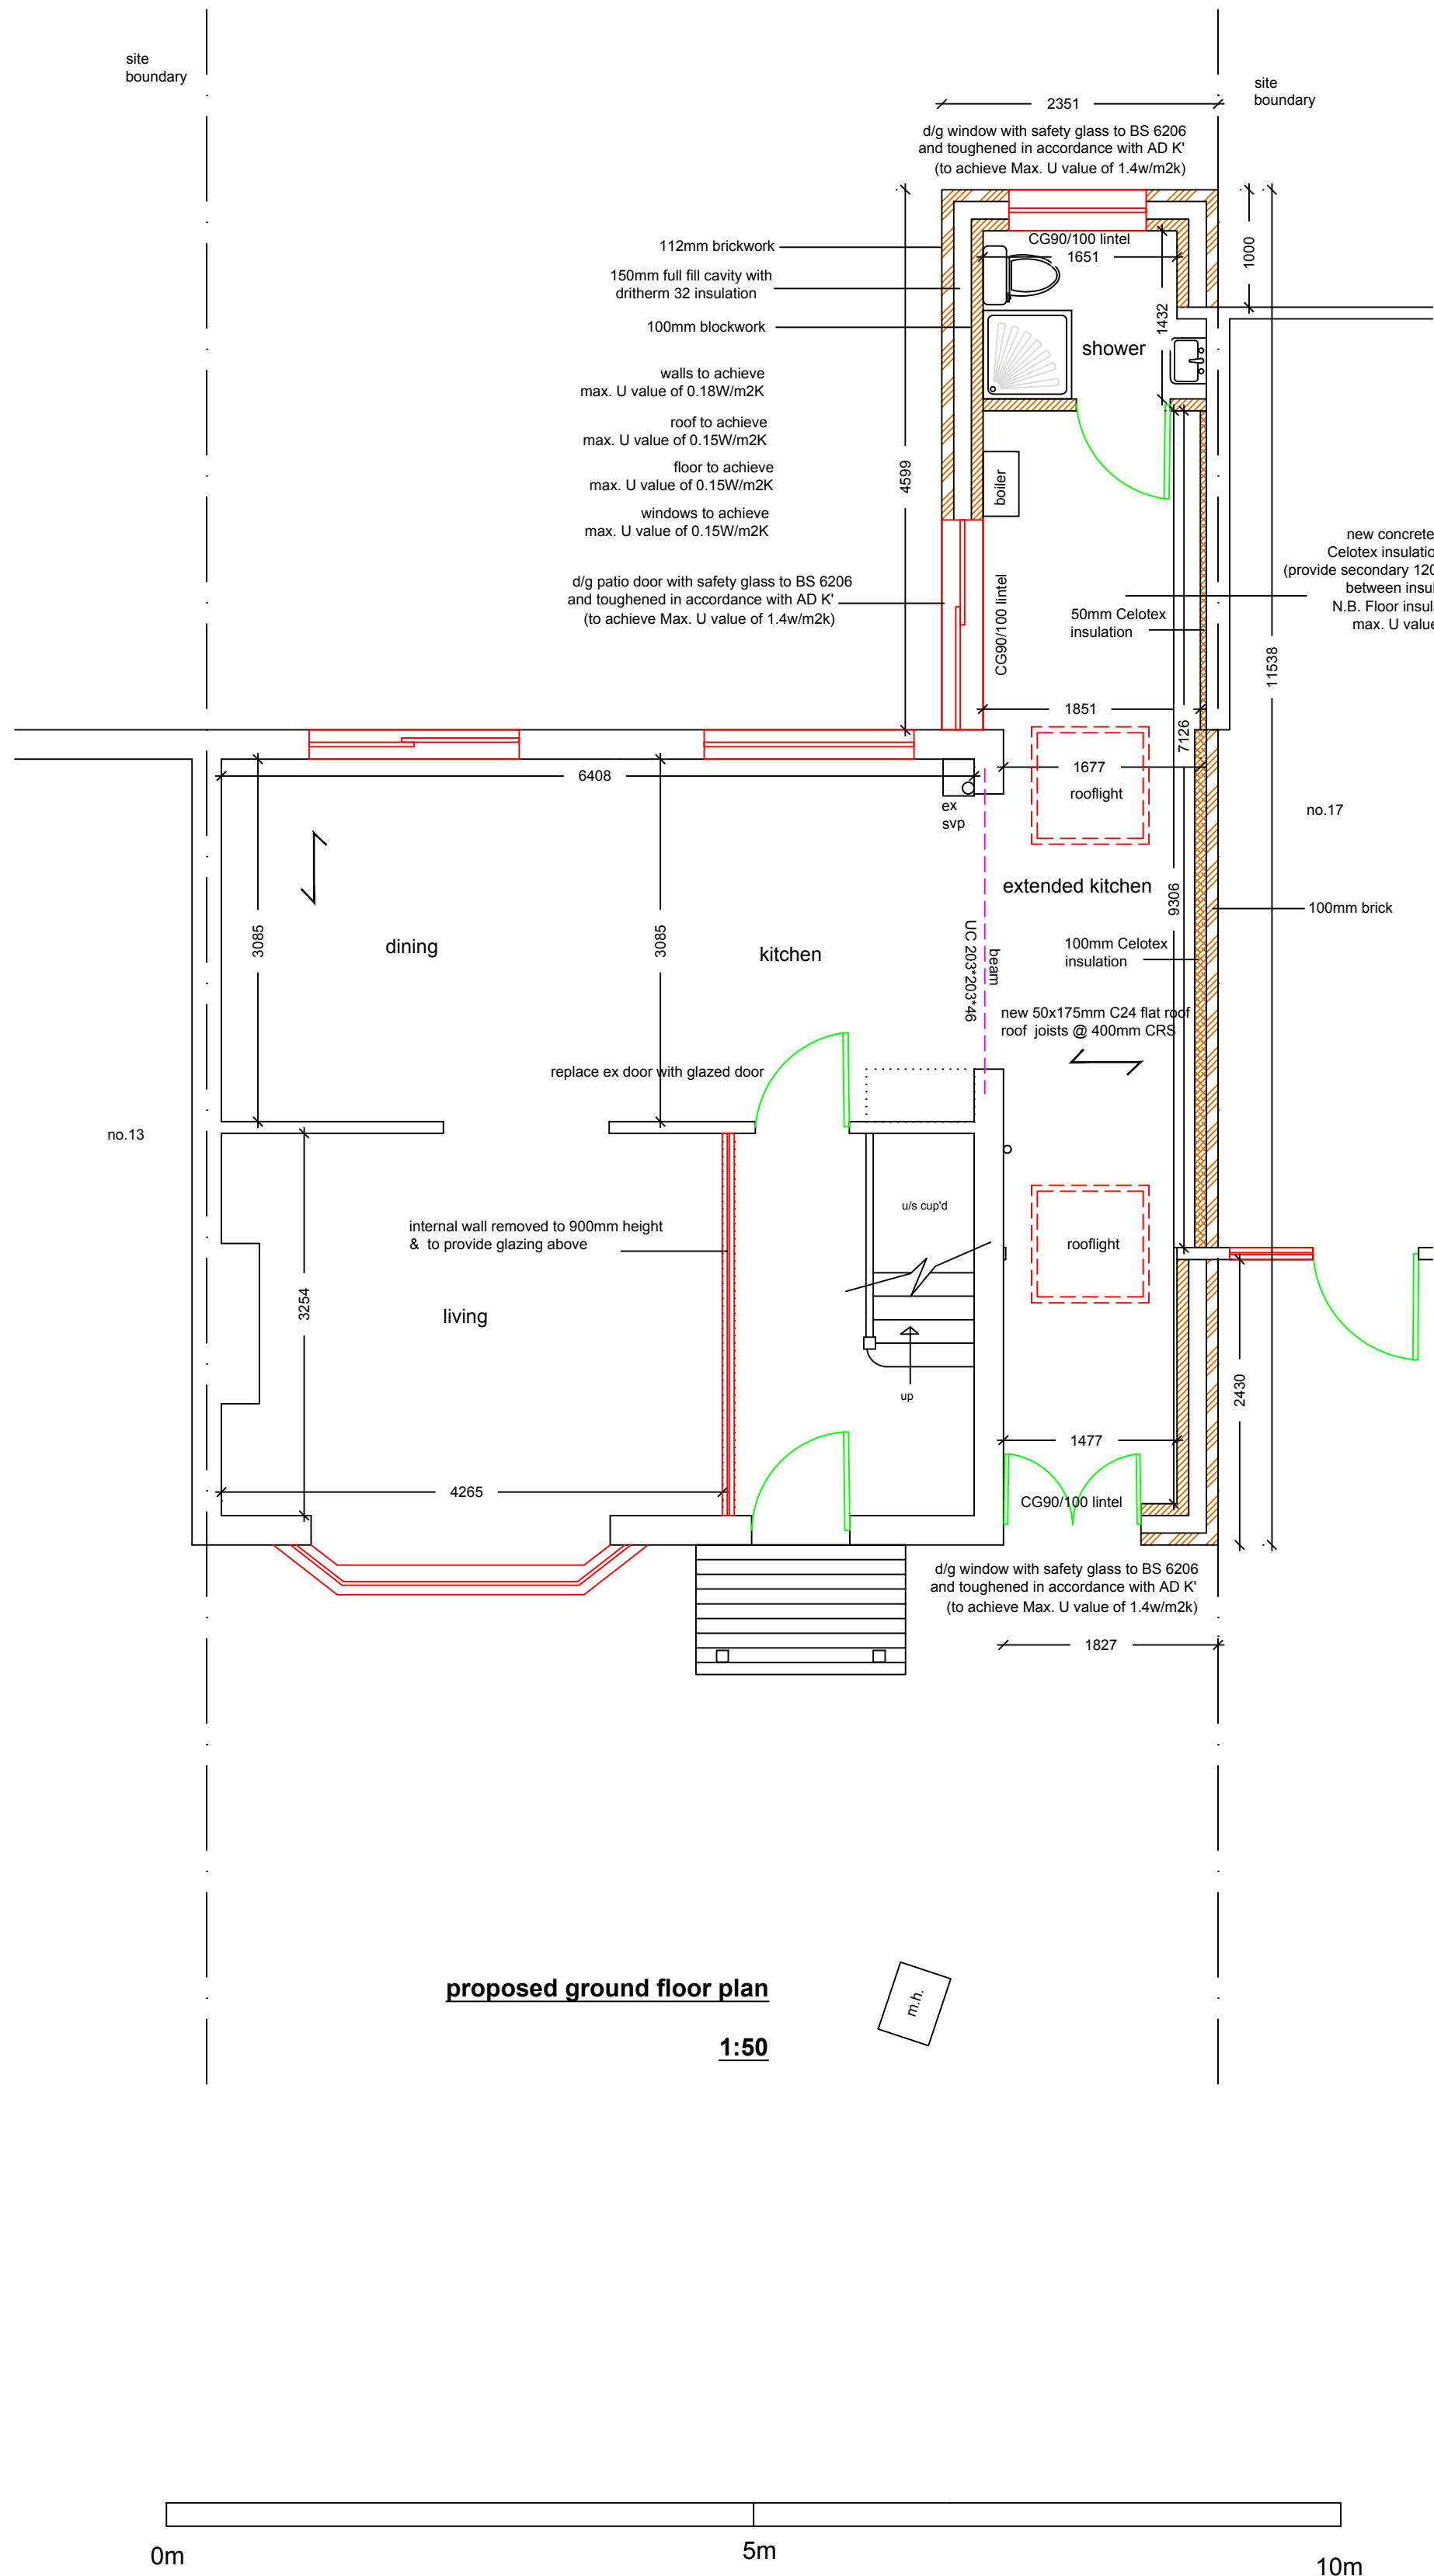 site
boundary
site
boundary
2351
d/g window with safety glass to BS 6206
and toughened in accordance with AD K'
(to achieve Max. U value of 1.4w/m2k)
112mm brickwork
CG90/100 lintel
1651
1000
150mm full fill cavity with
dritherm 32 insulation
100mm blockwork
1432
shower
walls to achieve
max. U value of 0.18W/m2K
roof to achieve
max. U value of 0.15W/m2K
floor to achieve
max. U value of 0.15W/m2K
windows to achieve
max. U value of 0.15W/m2K
4599
boiler
d/g patio door with safety glass to BS 6206
and toughened in accordance with AD K'
(to achieve Max. U value of 1.4w/m2k)
CG90/100 lintel
50mm Celotex
insulation
new concrete
Celotex insulatio
(provide secondary 120
between insul
N.B. Floor insula
max. U value
11538
1851
7126
6408
1677
rooflight
ex
svp
no.17
extended kitchen
9306
100mm brick
3085
dining
3085
kitchen
beam
UC 203*203*46
100mm Celotex
insulation
new 50x175mm C24 flat roof
roof joists @ 400mm CRS
replace ex door with glazed door
no.13
u/s cup'd
internal wall removed to 900mm height
& to provide glazing above
rooflight
3254
living
up
2430
1477
4265
CG90/100 lintel
d/g window with safety glass to BS 6206
and toughened in accordance with AD K'
(to achieve Max. U value of 1.4w/m2k)
1827
proposed ground floor plan
m.h.
1:50
0m
5m
10m